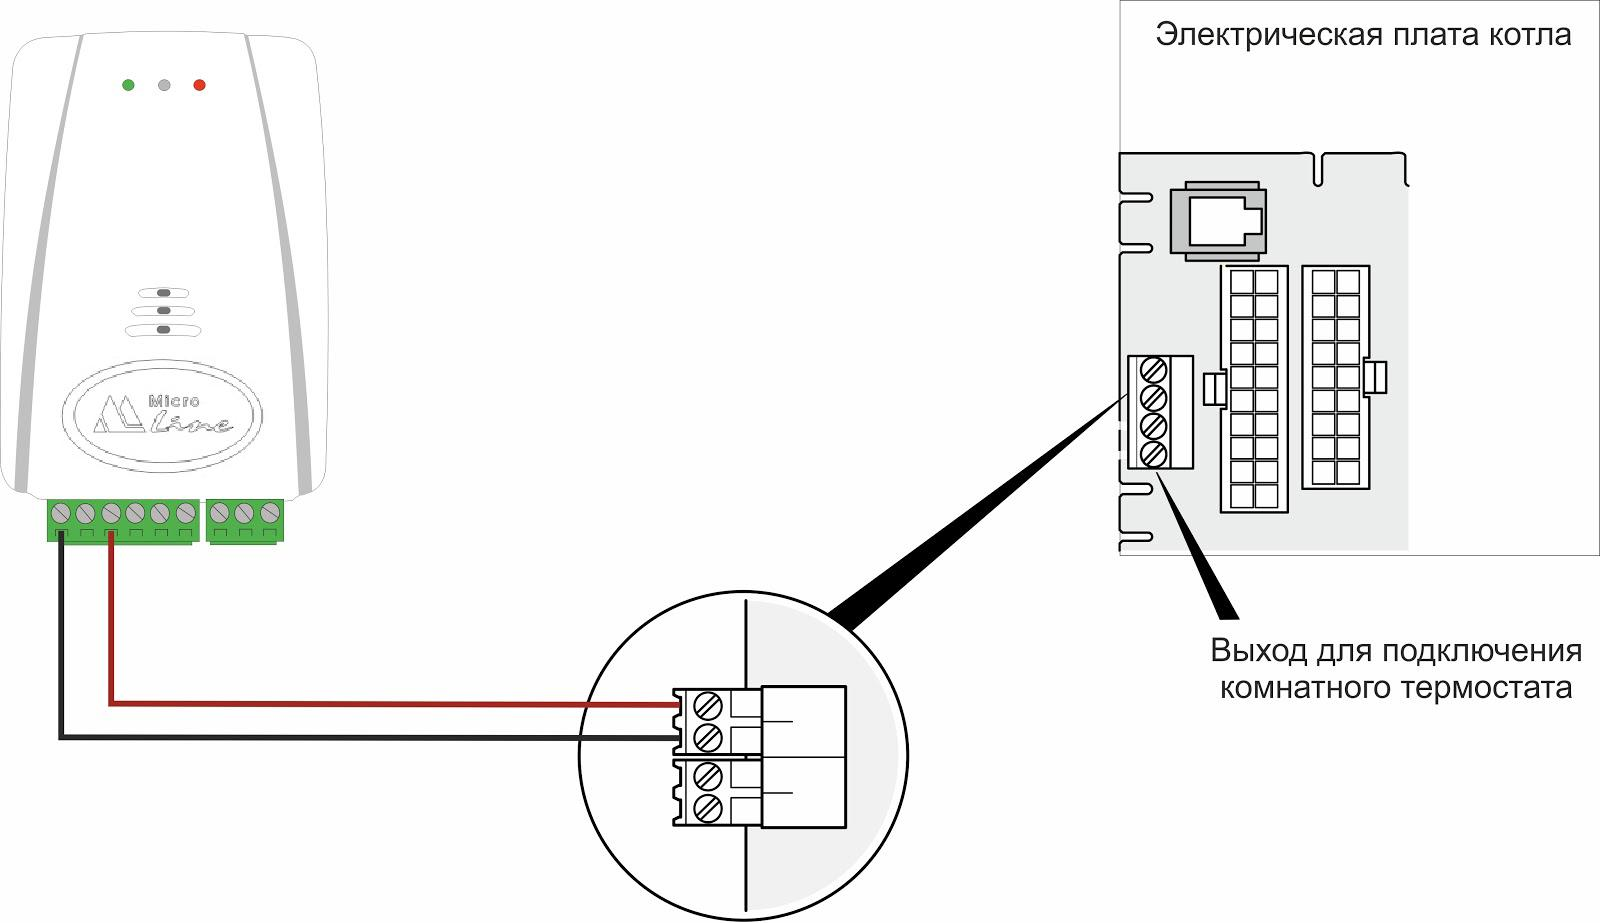 Электрическая плата котла
Micro
Line
Выход для подключения
комнатного термостата